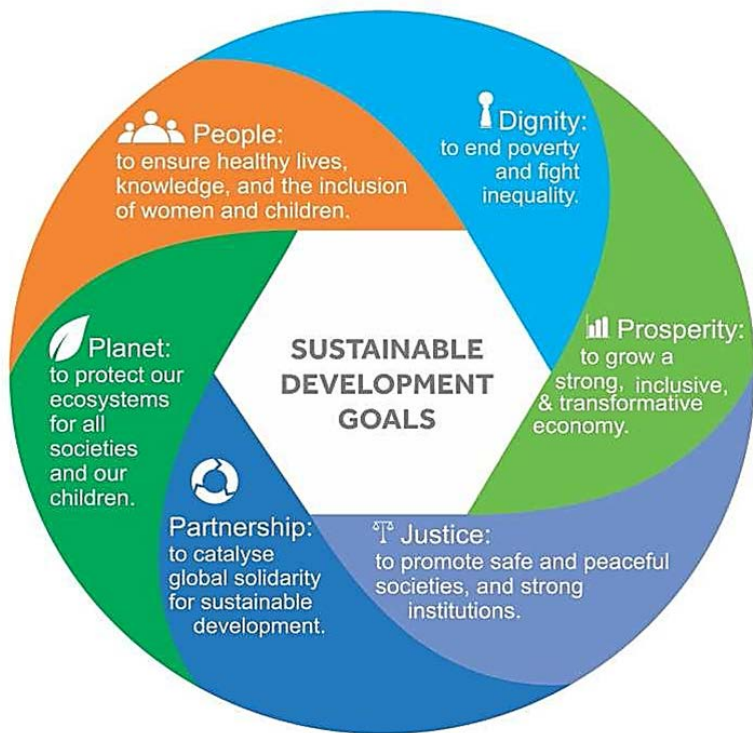 People:
to ensure healthy lives,
knowledge, and the inclusion
of women and children.
Dignity:
to end poverty
and fight
inequality.
Prosperity:
to grow a
strong, inclusive,
& transformative
economy.
Justice:
to promote safe and peaceful
societies, and strong
institutions.
Partnership:
to catalyse
global solidarity
for sustainable
development.
Planet:
to protect our
ecosystems
for all
societies
and our
children.
SUSTAINABLE
DEVELOPMENT
GOALS